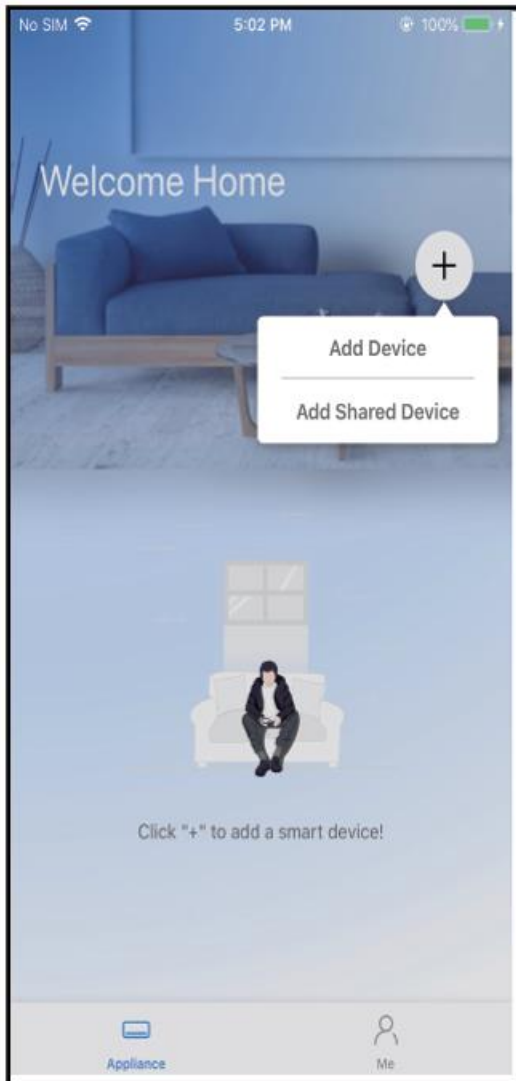 No SIM 5:02 PM 100%
Welcome Home
+
Add Device
Add Shared Device
Click "+" to add a smart device!
Appliance Me